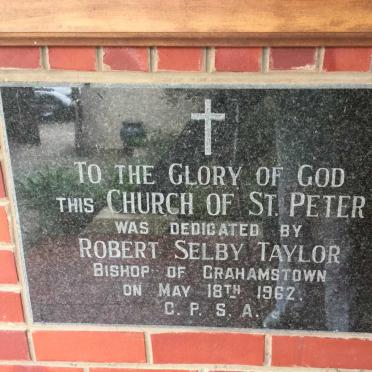 TO THE GLORY OF GOD
THIS CHURCH OF ST. PETER
WAS DEDICATED BY
ROBERT SELBY TAYLOR
BISHOP OF GRAHAMSTOWN
ON MAY 18TH 1962.
C. P. S. A.